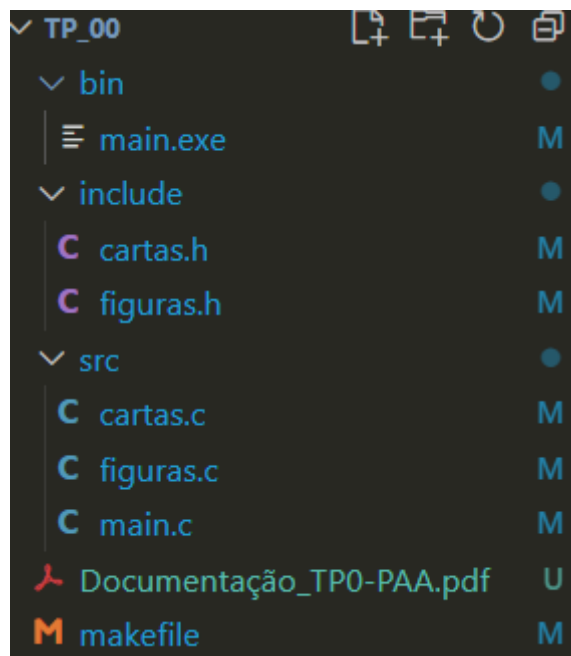 TP_00
bin
main.exe M
include
C cartas.h M
C figuras.h M
src
C cartas.c M
C figuras.c M
C main.c M
Documentação_TP0-PAA.pdf U
M makefile M